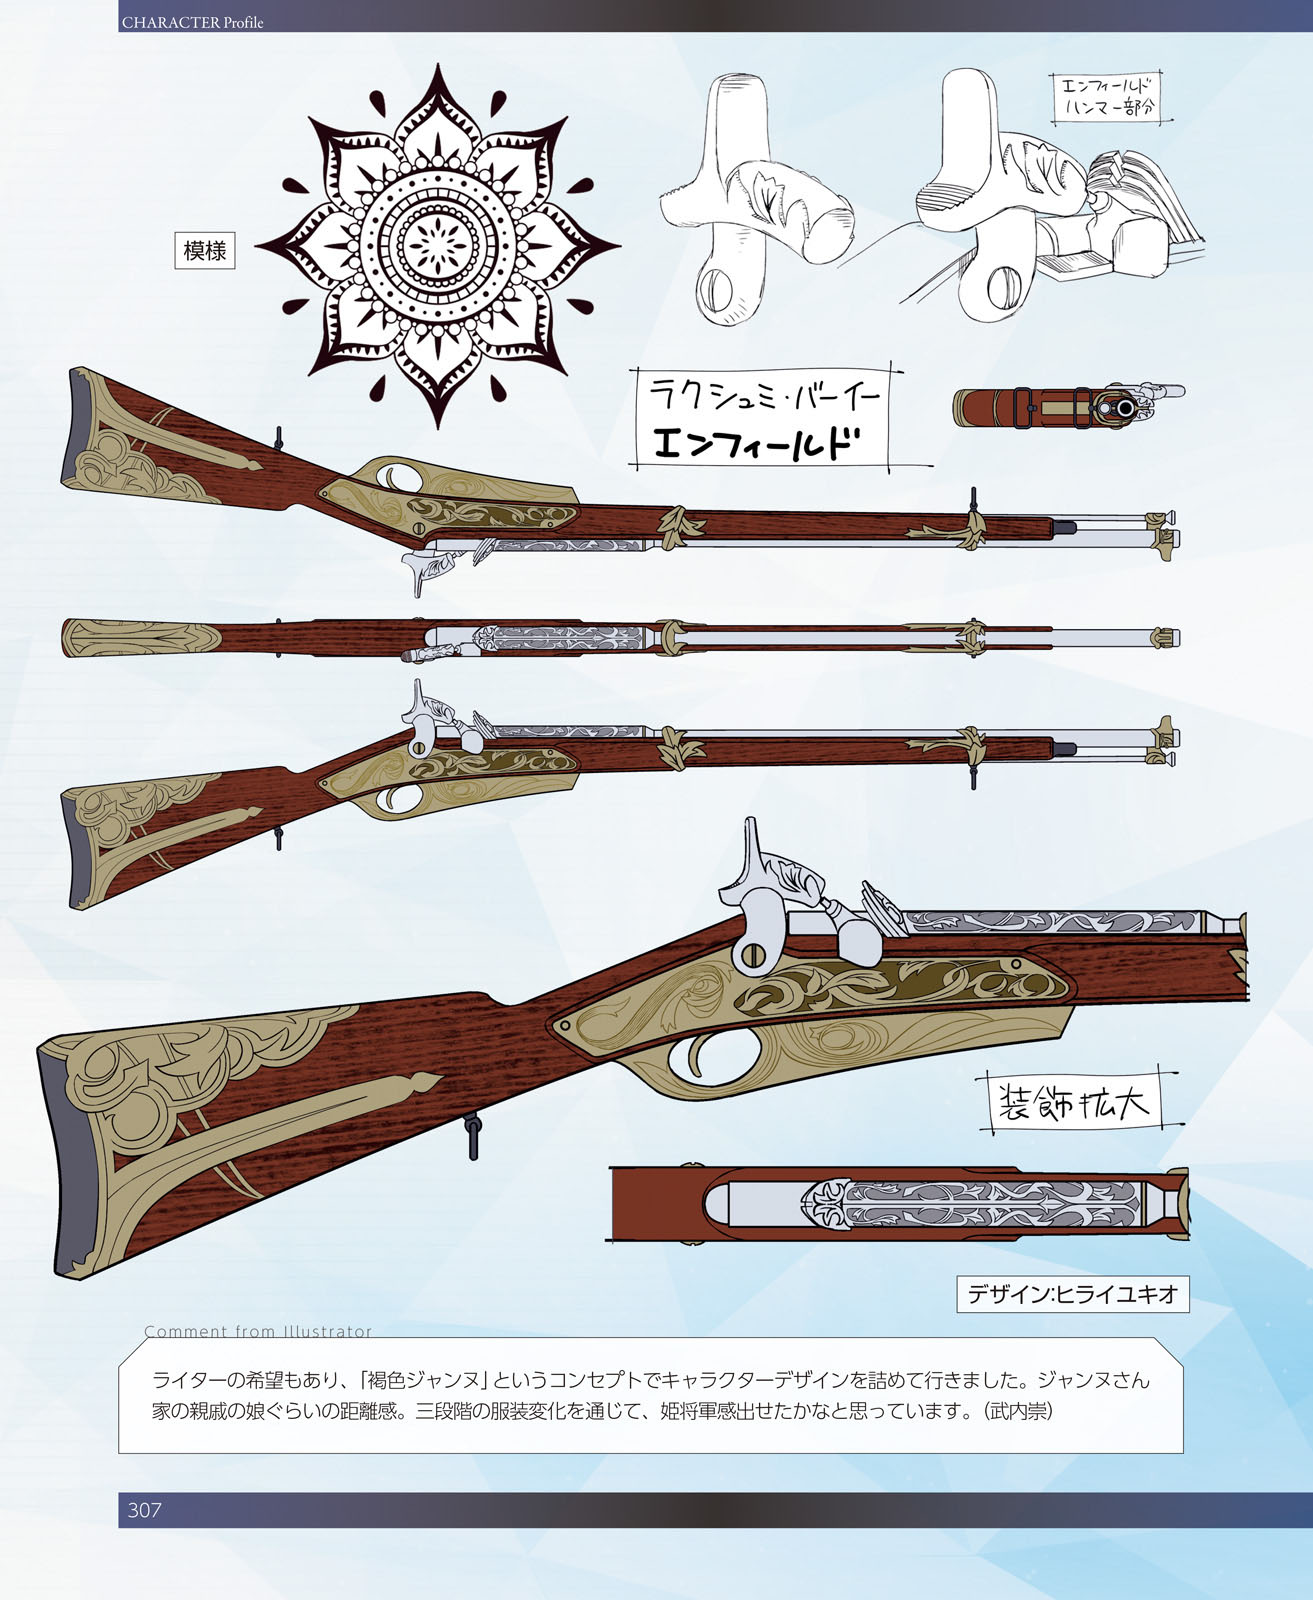 CHARACTER Profile
エンフィールド
ハンマー部分
模様
ラクシュミ・バーイー
エンフィールド
装飾拡大
デザイン:ヒライユキオ
Comment from Illustrator
ライターの希望もあり、「褐色ジャンヌ」というコンセプトでキャラクターデザインを詰めて行きました。ジャンヌさん
家の親戚の娘ぐらいの距離感。三段階の服装変化を通じて、姫将軍感出せたかなと思っています。（武内崇）
307